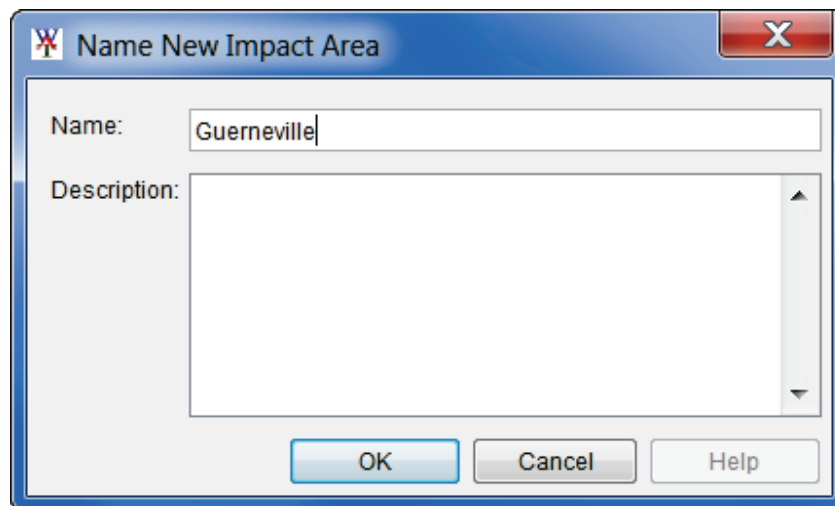 Name New Impact Area
Name:
Guerneville
Description:
OK
Cancel
Help